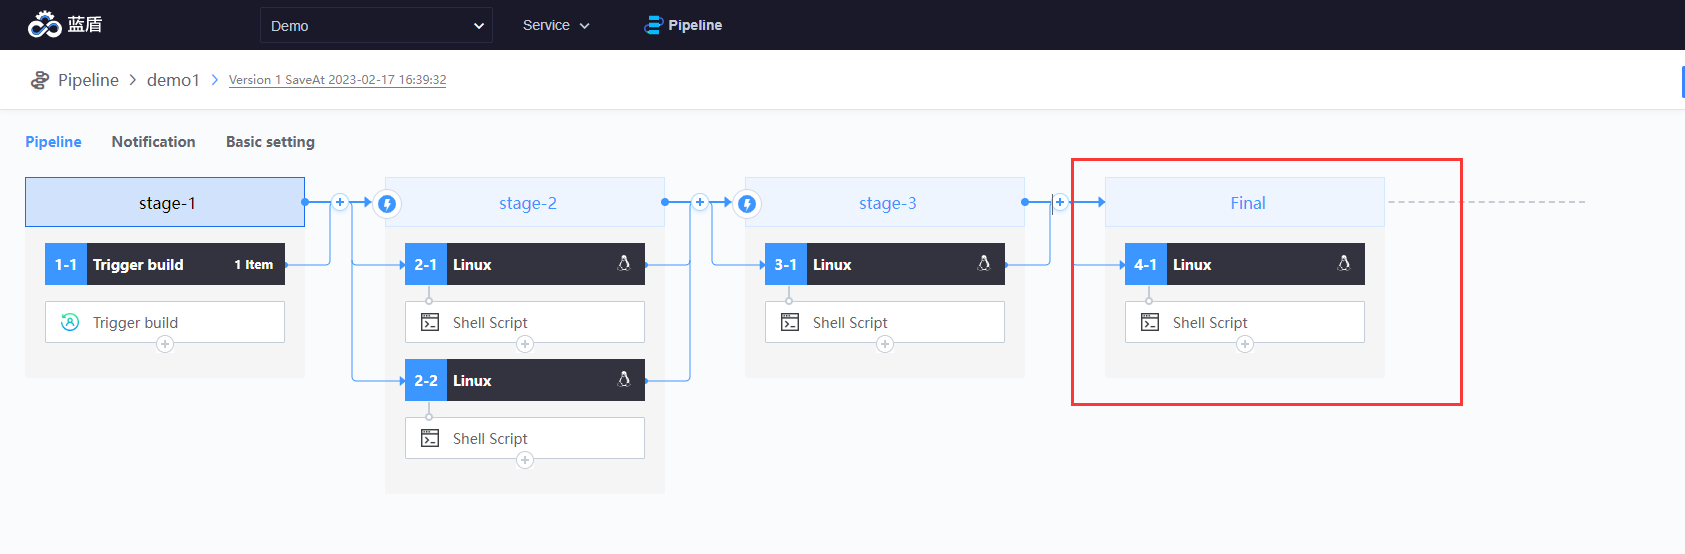 蓝盾
Demo
Service
Pipeline
Pipeline
demo1
Version 1 SaveAt 2023-02-17 16:39:32
Pipeline
Notification
Basic setting
stage-1
stage-2
stage-3
Final
1-1 Trigger build 1 Item
2-1 Linux
3-1 Linux
4-1 Linux
Trigger build
Shell Script
Shell Script
Shell Script
2-2 Linux
Shell Script